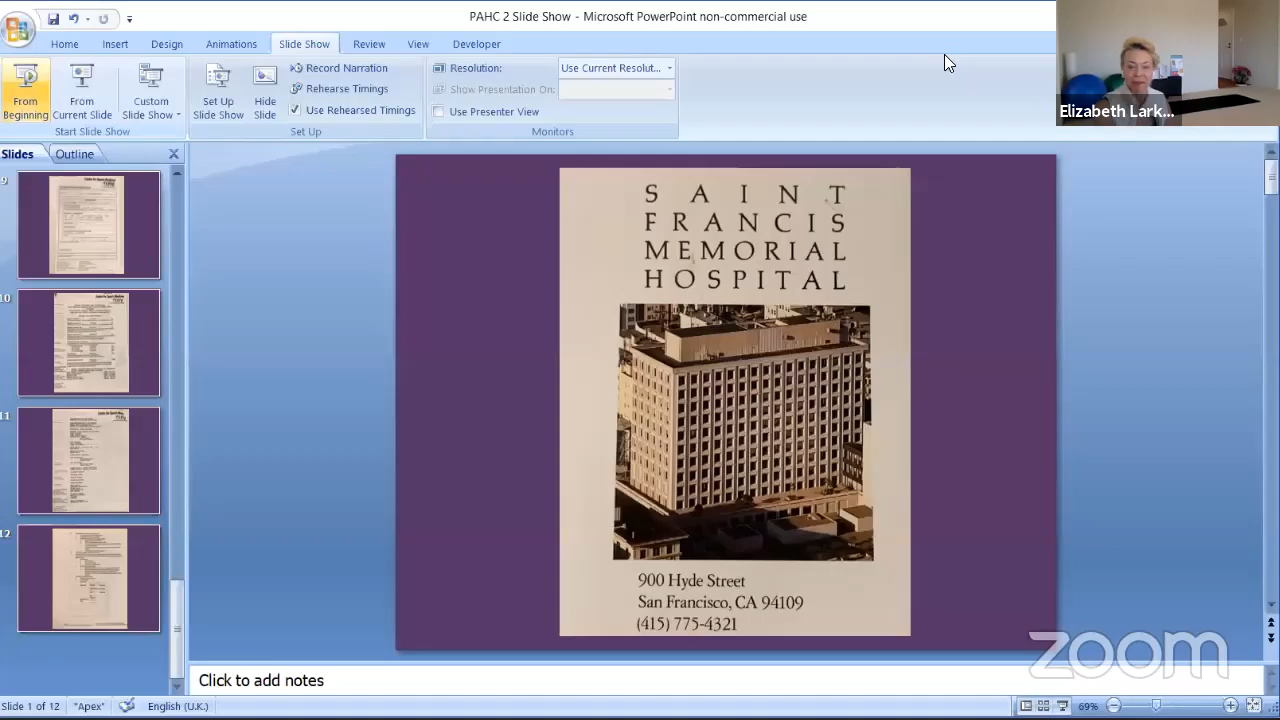 PAHC 2 Slide Show - Microsoft PowerPoint non-commercial use
Home Insert Design Animations Slide Show Review View Developer
From Beginning
From Current Slide
Custom Slide Show
Start Slide Show
Set Up Slide Show
Hide Slide
Record Narration
Rehearse Timings
Use Rehearsed Timings
Set Up
Resolution: Use Current Resolut...
Show Presentation On:
Use Presenter View
Monitors
Elizabeth Lark...
Slides Outline
9
10
11
12
SAINT
FRANCIS
MEMORIAL
HOSPITAL
900 Hyde Street
San Francisco, CA 94109
(415) 775-4321
zoom
Click to add notes
Slide 1 of 12 "Apex" English (U.K.) 69%